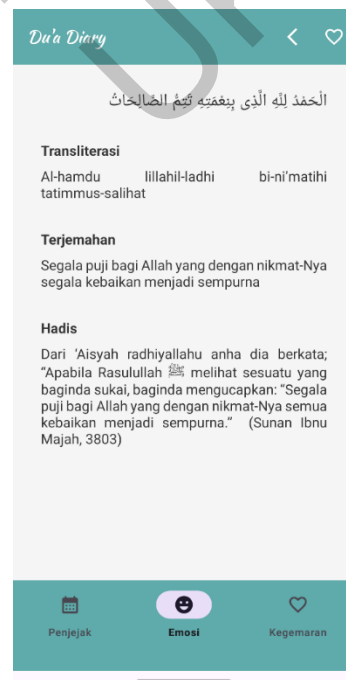 Du'a Diary
الْحَمْدُ لِلَّهِ الَّذِي بِنِعْمَتِهِ تَتِمُّ الصَّالِحَاتُ
Transliterasi
Al-hamdu lillahil-ladhi bi-ni'matihi
tatimmus-salihat
Terjemahan
Segala puji bagi Allah yang dengan nikmat-Nya
segala kebaikan menjadi sempurna
Hadis
Dari 'Aisyah radhiyallahu anha dia berkata;
"Apabila Rasulullah ﷺ melihat sesuatu yang
baginda sukai, baginda mengucapkan: "Segala
puji bagi Allah yang dengan nikmat-Nya semua
kebaikan menjadi sempurna." (Sunan Ibnu
Majah, 3803)
Penjejak Emosi Kegemaran